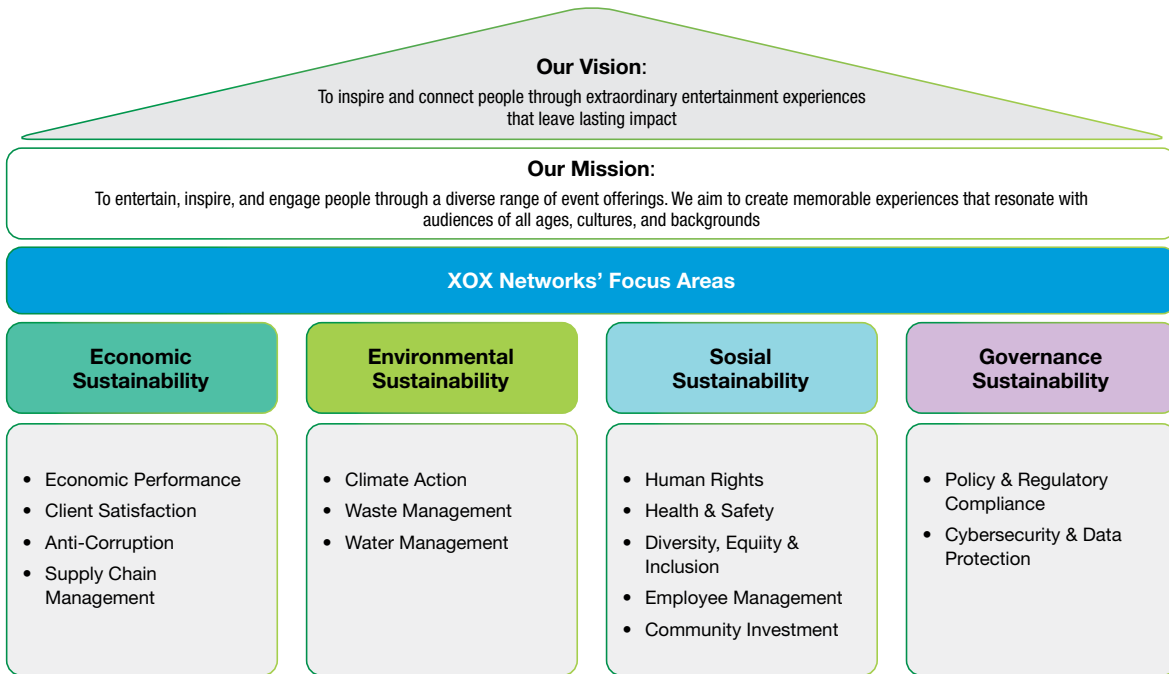 Our Vision:
To inspire and connect people through extraordinary entertainment experiences
that leave lasting impact
Our Mission:
To entertain, inspire, and engage people through a diverse range of event offerings. We aim to create memorable experiences that resonate with
audiences of all ages, cultures, and backgrounds
XOX Networks’ Focus Areas
Economic
Sustainability
• Economic Performance
• Client Satisfaction
• Anti-Corruption
• Supply Chain
Management
Environmental
Sustainability
• Climate Action
• Waste Management
• Water Management
Sosial
Sustainability
• Human Rights
• Health & Safety
• Diversity, Equiity &
Inclusion
• Employee Management
• Community Investment
Governance
Sustainability
• Policy & Regulatory
Compliance
• Cybersecurity & Data
Protection